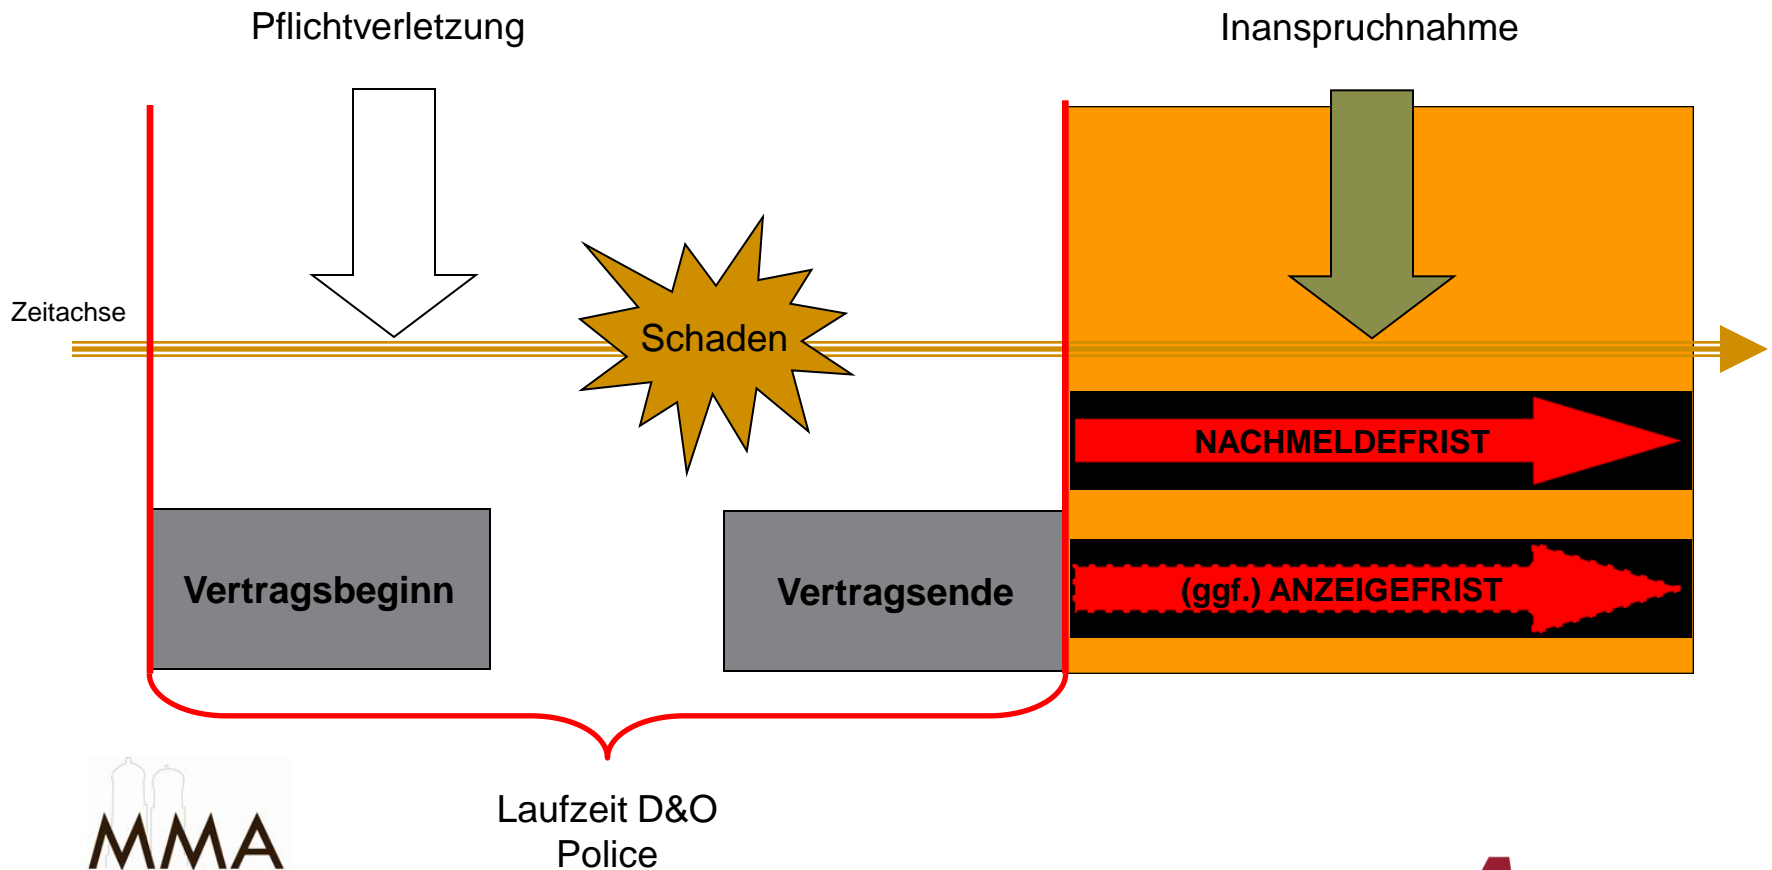 Pflichtverletzung
Inanspruchnahme
Zeitachse
Schaden
NACHMELDEFRIST
Vertragsbeginn
Vertragsende
(ggf.) ANZEIGEFRIST
Laufzeit D&O
Police
MMA